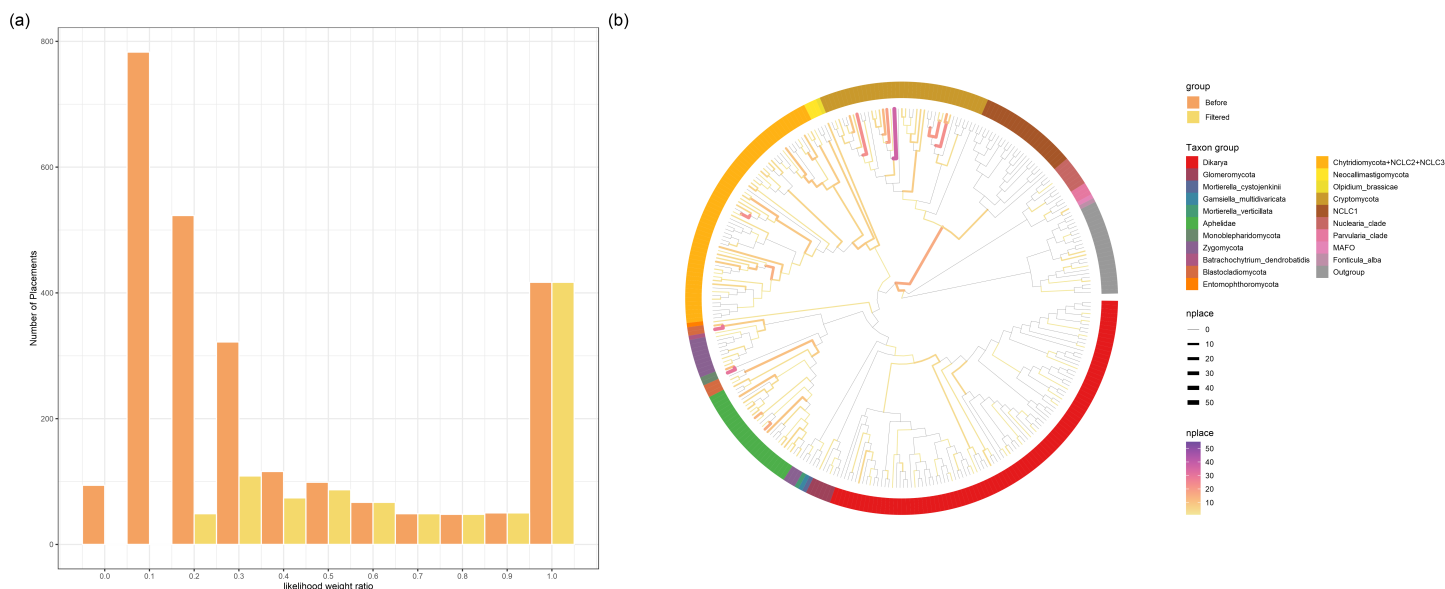 (a)
800
600
400
200
0
Number of Placements
0.0 0.1 0.2 0.3 0.4 0.5 0.6 0.7 0.8 0.9 1.0
likelihood weight ratio
(b)
group
Before
Filtered
Taxon group
Dikarya
Glomeromycota
Mortierella_cystojenkinii
Gamsiella_multidivaricata
Mortierella_verticillata
Aphelidae
Monoblepharidomycota
Zygomycota
Batrachochytrium_dendrobatidis
Blastocladiomycota
Entomophthoromycota
Chytridiomycota+NCLC2+NCLC3
Neocallimastigomycota
Olpidium_brassicae
Cryptomycota
NCLC1
Nuclearia_clade
Parvularia_clade
MAFO
Fonticula_alba
Outgroup
nplace
0
10
20
30
40
50
nplace
50
40
30
20
10